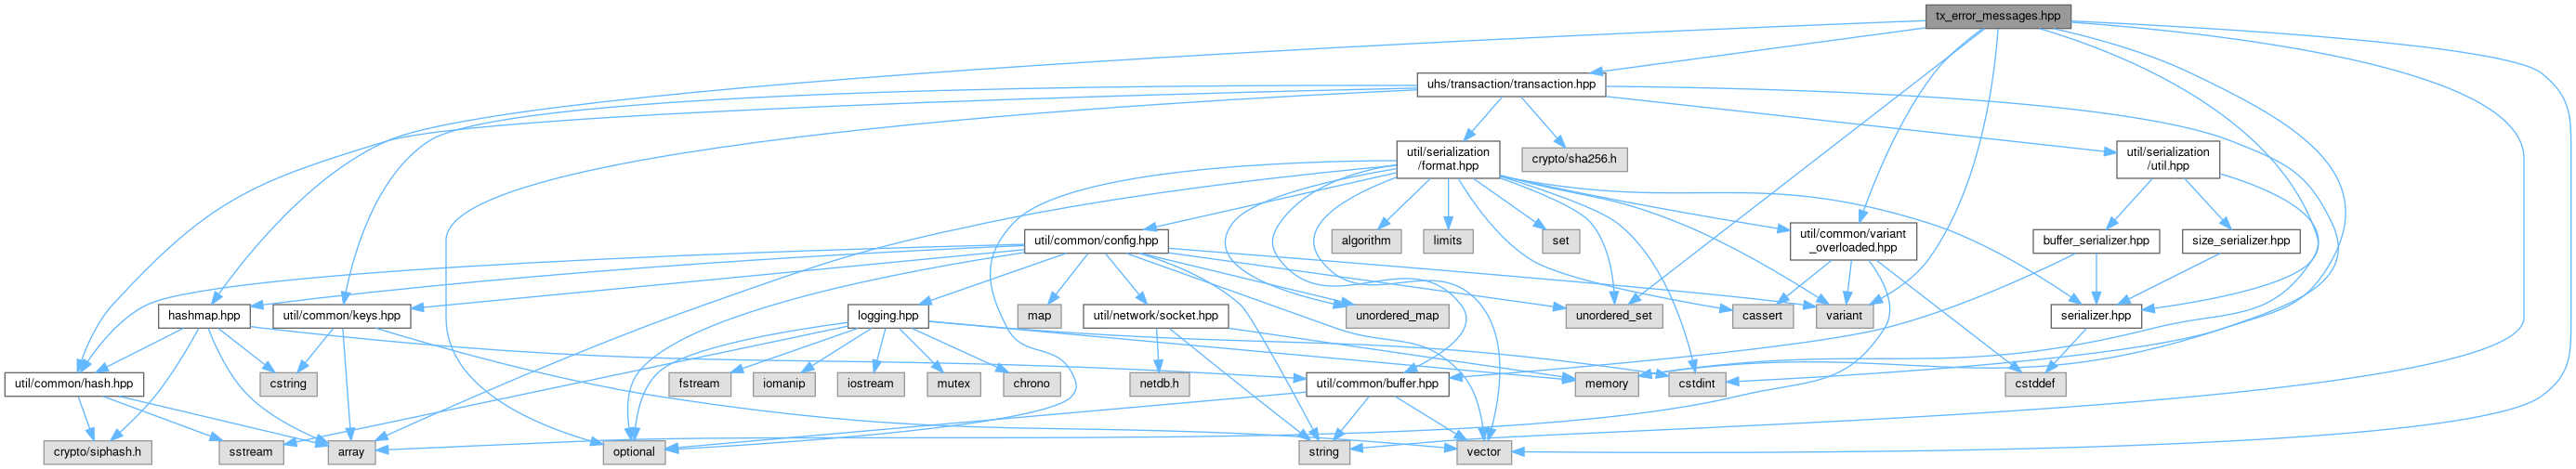 tx_error_messages.hpp
uhs/transaction/transaction.hpp
util/serialization
/format.hpp
crypto/sha256.h
util/serialization
/util.hpp
util/common/config.hpp
algorithm
limits
set
util/common/variant
_overloaded.hpp
buffer_serializer.hpp
size_serializer.hpp
hashmap.hpp
util/common/keys.hpp
logging.hpp
map
util/network/socket.hpp
unordered_map
unordered_set
cassert
variant
serializer.hpp
util/common/hash.hpp
cstring
fstream
iomanip
iostream
mutex
chrono
netdb.h
util/common/buffer.hpp
memory
cstdint
cstddef
crypto/siphash.h
sstream
array
optional
string
vector